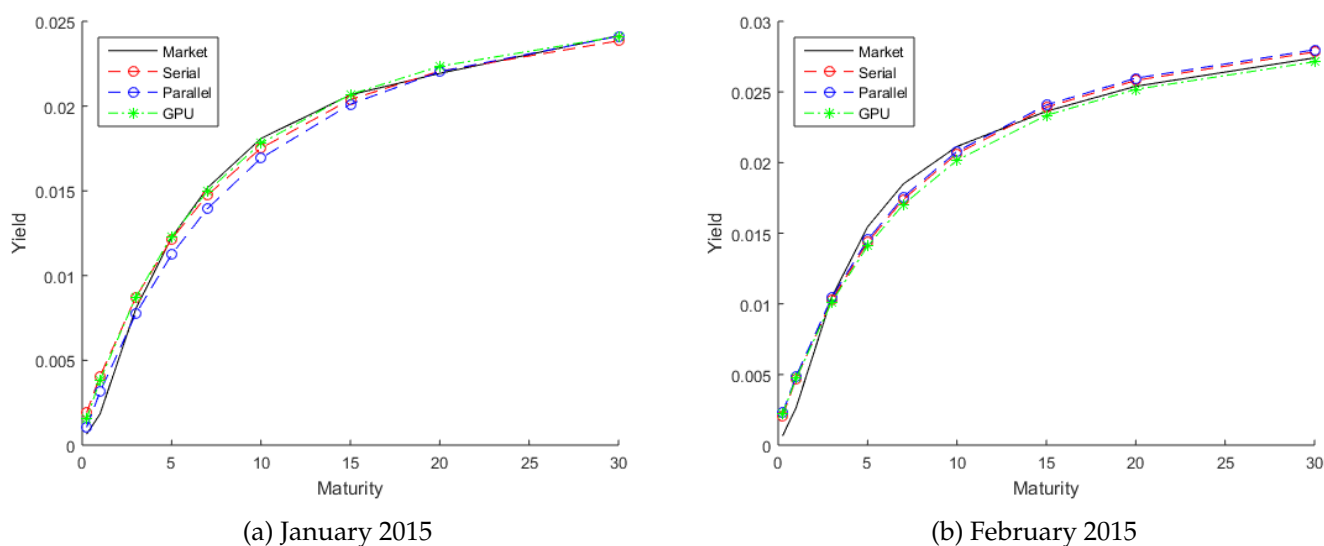 0.025
0.02
0.015
0.01
0.005
0
Yield
Market
Serial
Parallel
GPU
0 5 10 15 20 25 30
Maturity
(a) January 2015
0.03
0.025
0.02
0.015
0.01
0.005
0
Yield
Market
Serial
Parallel
GPU
0 5 10 15 20 25 30
Maturity
(b) February 2015